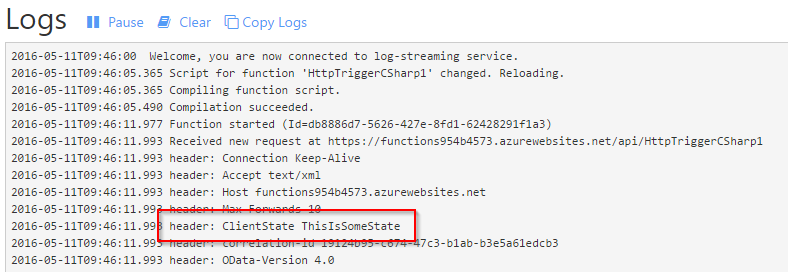 Logs Pause Clear Copy Logs
2016-05-11T09:46:00 Welcome, you are now connected to log-streaming service.
2016-05-11T09:46:05.365 Script for function 'HttpTriggerCSharp1' changed. Reloading.
2016-05-11T09:46:05.365 Compiling function script.
2016-05-11T09:46:05.490 Compilation succeeded.
2016-05-11T09:46:11.977 Function started (Id=db8886d7-5626-427e-8fd1-62428291f1a3)
2016-05-11T09:46:11.993 Received new request at https://functions954b4573.azurewebsites.net/api/HttpTriggerCSharp1
2016-05-11T09:46:11.993 header: Connection Keep-Alive
2016-05-11T09:46:11.993 header: Accept text/xml
2016-05-11T09:46:11.993 header: Host functions954b4573.azurewebsites.net
2016-05-11T09:46:11.993 header: Max-Forwards 10
2016-05-11T09:46:11.993 header: ClientState ThisIsSomeState
2016-05-11T09:46:11.993 header: correlation-id 19124b95-c674-47c3-b1ab-b3e5a61edcb3
2016-05-11T09:46:11.993 header: OData-Version 4.0